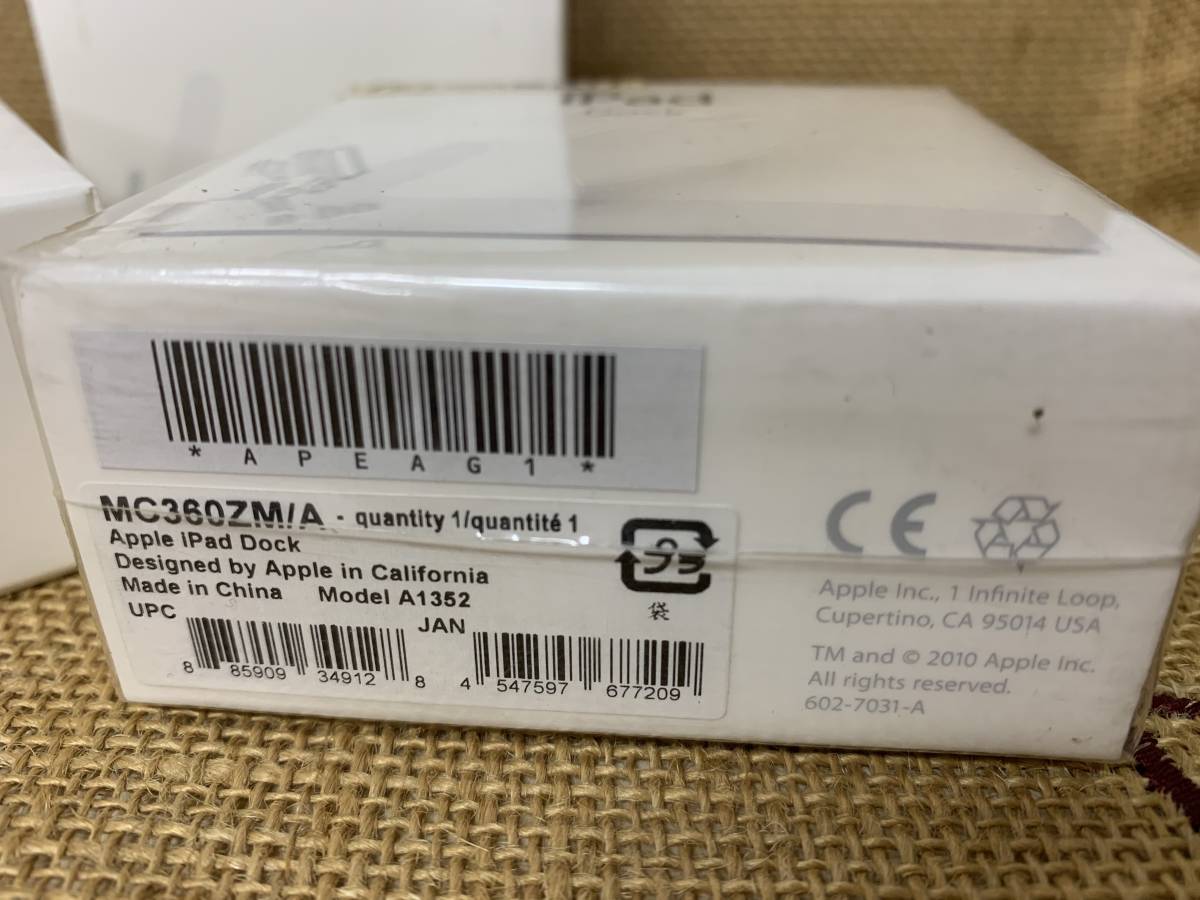 iPad
Dock
*APEAG1*
MC360ZM/A - quantity 1/quantité 1
Apple iPad Dock
Designed by Apple in California
Made in China Model A1352
UPC
JAN
8 85909 34912 8
4 547597 677209
プラ
袋
CE
Apple Inc., 1 Infinite Loop,
Cupertino, CA 95014 USA
TM and © 2010 Apple Inc.
All rights reserved.
602-7031-A